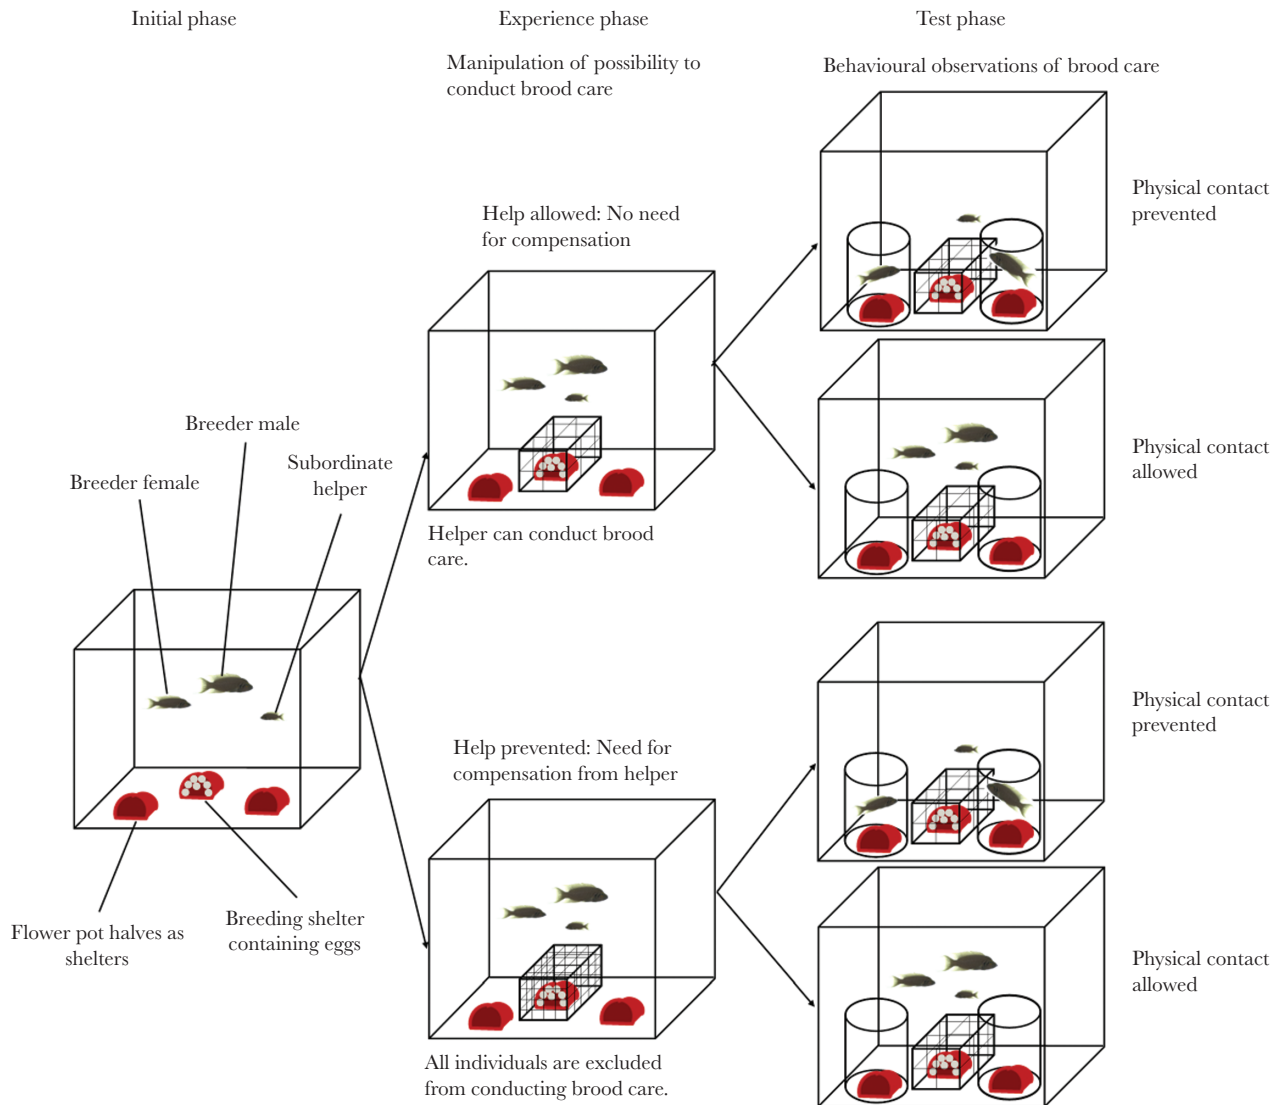 Initial phase
Experience phase
Test phase
Manipulation of possibility to
conduct brood care
Behavioural observations of brood care
Help allowed: No need
for compensation
Physical contact
prevented
Breeder male
Breeder female
Subordinate
helper
Helper can conduct brood
care.
Physical contact
allowed
Help prevented: Need for
compensation from helper
Physical contact
prevented
Flower pot halves as
shelters
Breeding shelter
containing eggs
All individuals are excluded
from conducting brood care.
Physical contact
allowed